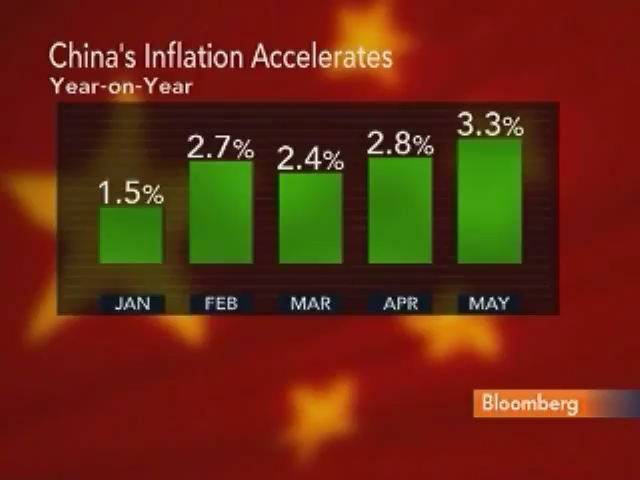 China's Inflation Accelerates
Year-on-Year
1.5% 2.7% 2.4% 2.8% 3.3%
JAN FEB MAR APR MAY
Bloomberg